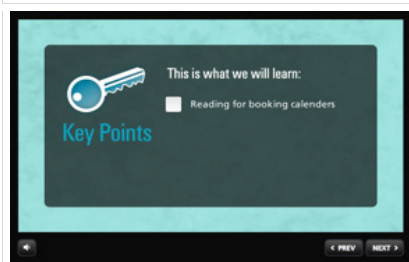 This is what we will learn:
Reading for booking calenders
Key Points
< PREV
NEXT >